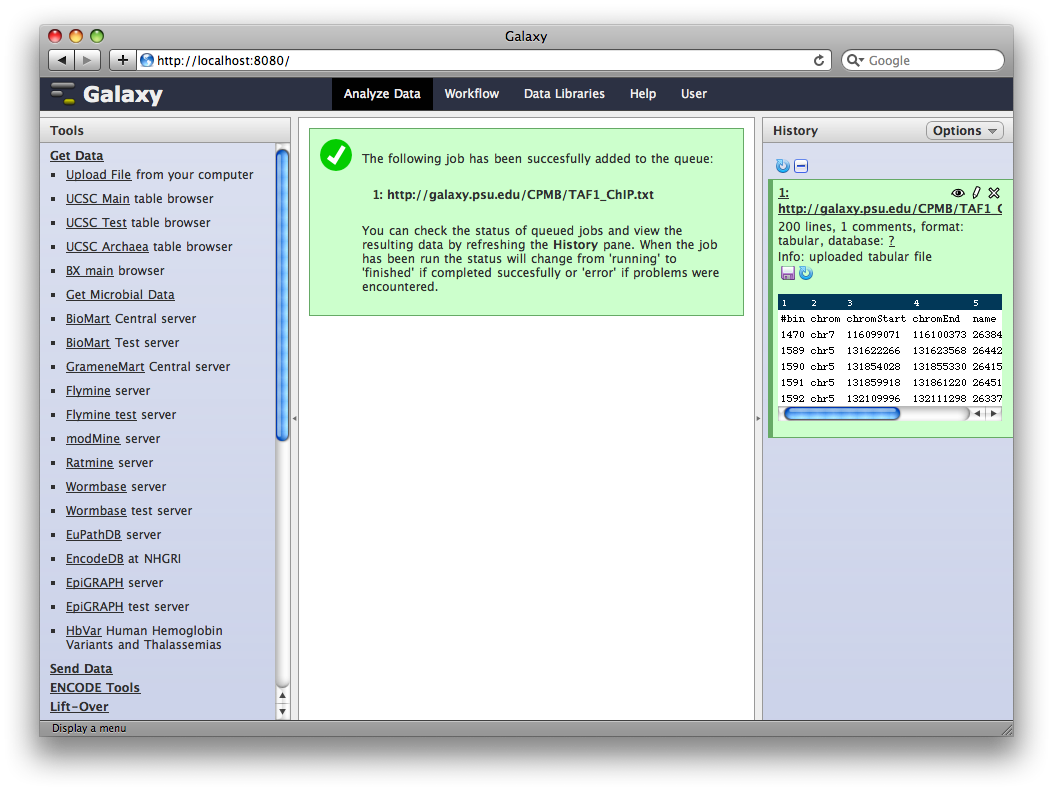 Galaxy
http://localhost:8080/
Google
Galaxy
Analyze Data Workflow Data Libraries Help User
Tools
Get Data
Upload File from your computer
UCSC Main table browser
UCSC Test table browser
UCSC Archaea table browser
BX main browser
Get Microbial Data
BioMart Central server
BioMart Test server
GrameneMart Central server
Flymine server
Flymine test server
modMine server
Ratmine server
Wormbase server
Wormbase test server
EuPathDB server
EncodeDB at NHGRI
EpiGRAPH server
EpiGRAPH test server
HbVar Human Hemoglobin
Variants and Thalassemias
Send Data
ENCODE Tools
Lift-Over
The following job has been succesfully added to the queue:
1: http://galaxy.psu.edu/CPMB/TAF1_ChIP.txt
You can check the status of queued jobs and view the
resulting data by refreshing the History pane. When the job
has been run the status will change from 'running' to
'finished' if completed succesfully or 'error' if problems were
encountered.
History
Options
1:
http://galaxy.psu.edu/CPMB/TAF1_C
200 lines, 1 comments, format:
tabular, database: ?
Info: uploaded tabular file
1 2 3 4 5
#bin chrom chromStart chromEnd name
1470 chr7 116099071 116100373 26384
1589 chr5 131622266 131623568 26442
1590 chr5 131854028 131855330 26415
1591 chr5 131859918 131861220 26451
1592 chr5 132109996 132111298 26337
Display a menu